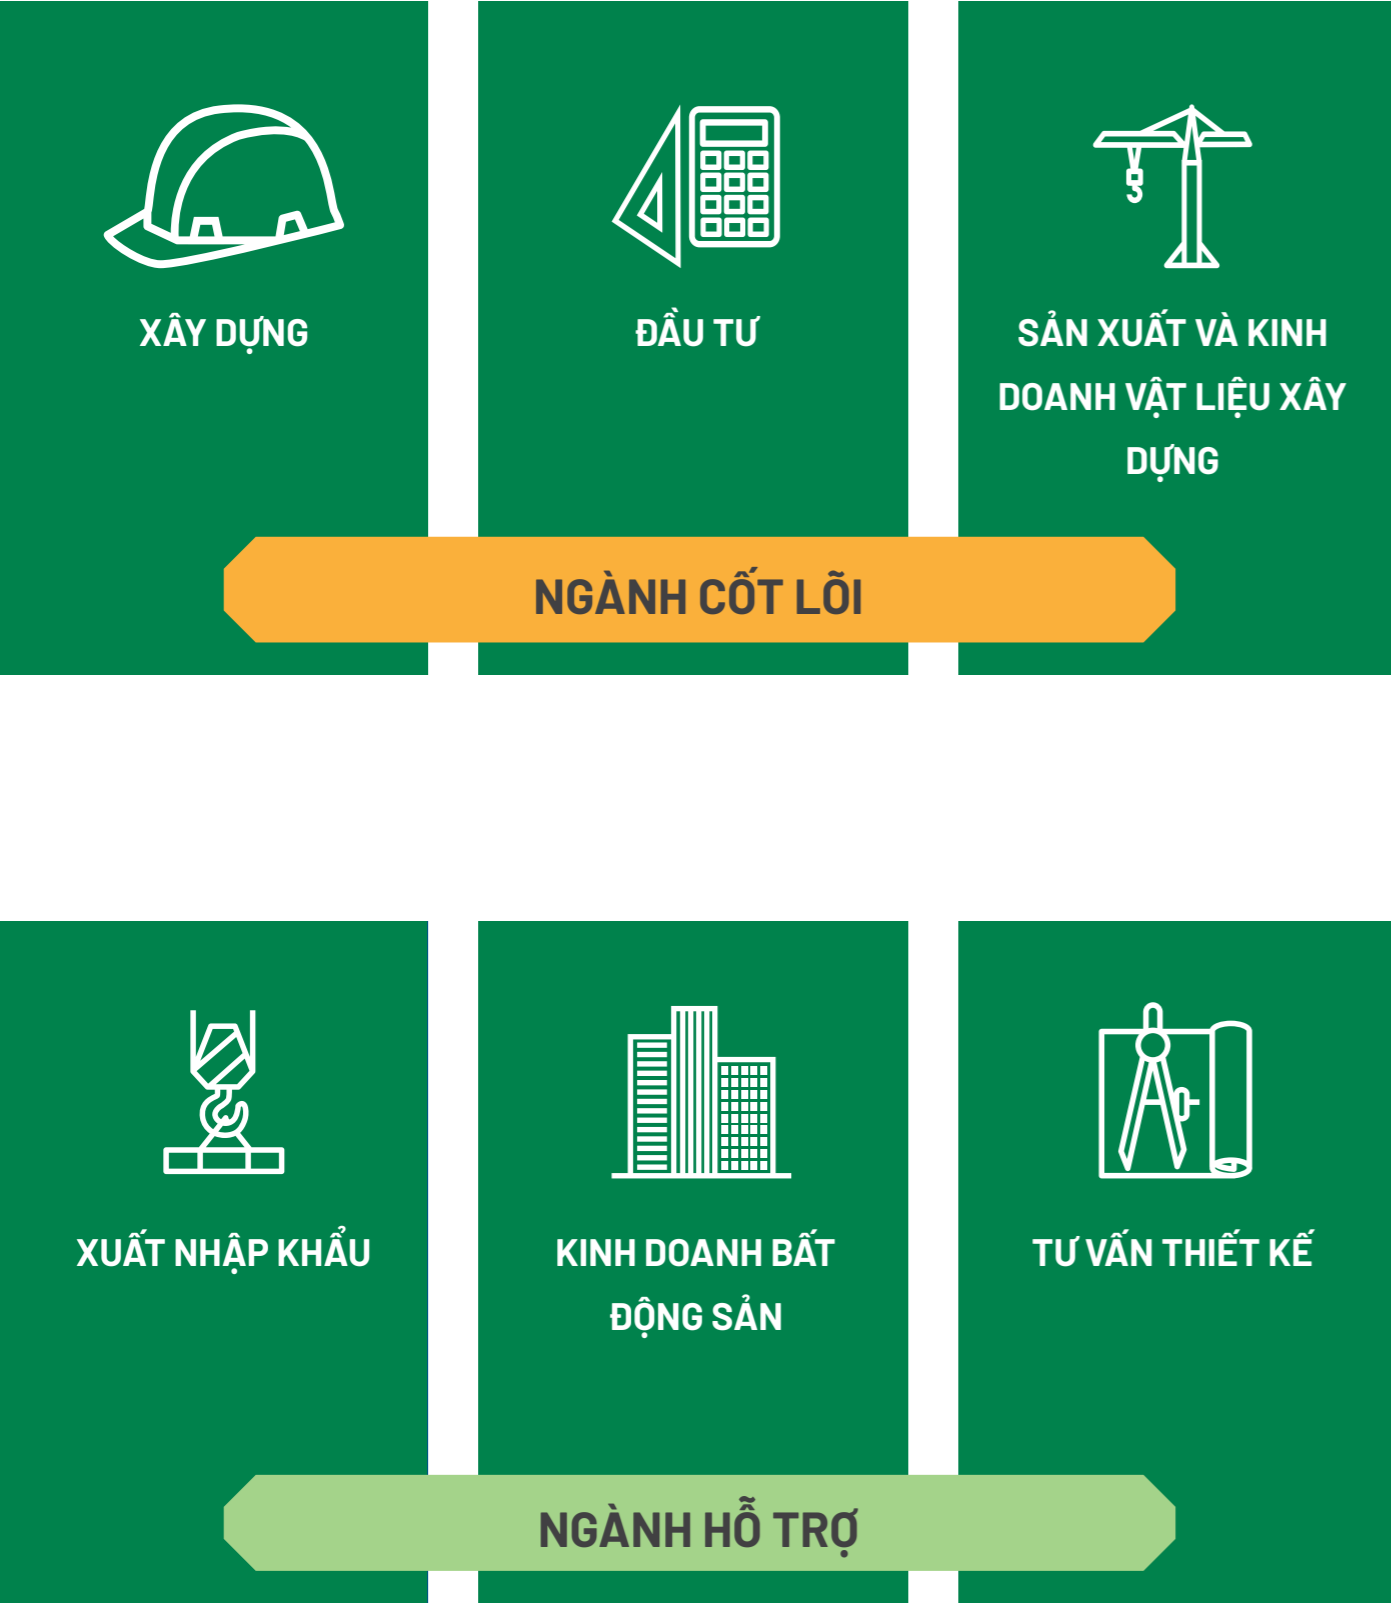 XÂY DỰNG
ĐẦU TƯ
SẢN XUẤT VÀ KINH
DOANH VẬT LIỆU XÂY
DỰNG
NGÀNH CỐT LÕI
XUẤT NHẬP KHẨU
KINH DOANH BẤT
ĐỘNG SẢN
TƯ VẤN THIẾT KẾ
NGÀNH HỖ TRỢ